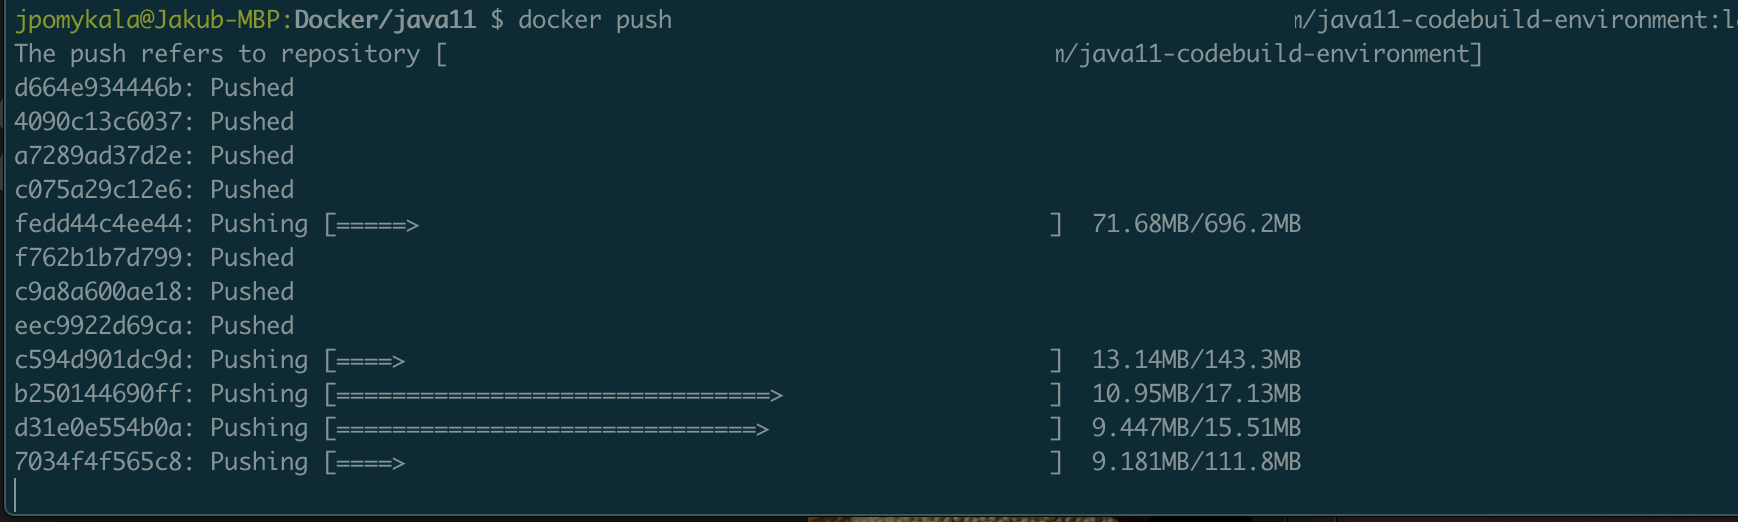 jpomykala@Jakub-MBP:Docker/java11 $ docker push /java11-codebuild-environment:l
The push refers to repository [ /java11-codebuild-environment]
d664e934446b: Pushed
4090c13c6037: Pushed
a7289ad37d2e: Pushed
c075a29c12e6: Pushed
fedd44c4ee44: Pushing [=====> ] 71.68MB/696.2MB
f762b1b7d799: Pushed
c9a8a600ae18: Pushed
eec9922d69ca: Pushed
c594d901dc9d: Pushing [====> ] 13.14MB/143.3MB
b250144690ff: Pushing [===============================> ] 10.95MB/17.13MB
d31e0e554b0a: Pushing [==============================> ] 9.447MB/15.51MB
7034f4f565c8: Pushing [====> ] 9.181MB/111.8MB